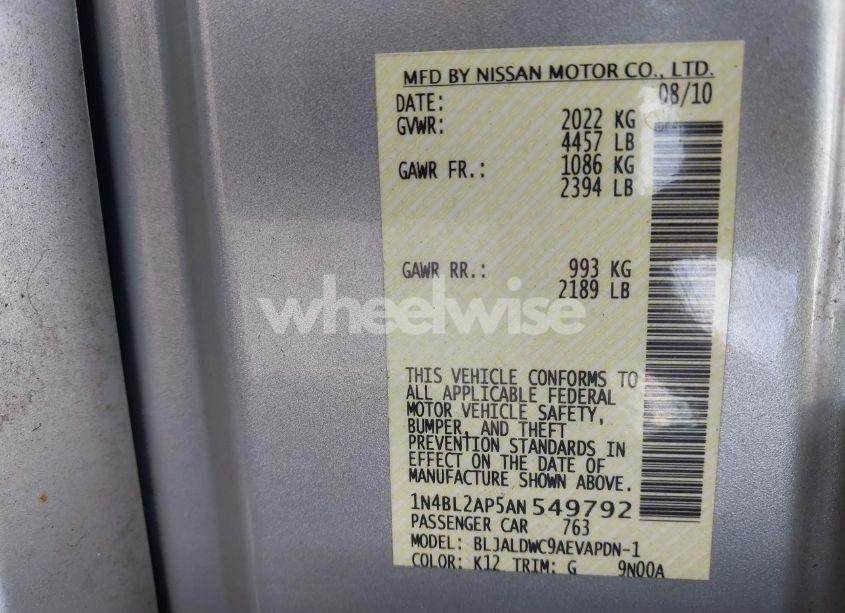 MFD BY NISSAN MOTOR CO., LTD.
DATE: 08/10
GVWR: 2022 KG
4457 LB
GAWR FR.: 1086 KG
2394 LB
GAWR RR.: 993 KG
2189 LB
wheelwise
THIS VEHICLE CONFORMS TO
ALL APPLICABLE FEDERAL
MOTOR VEHICLE SAFETY,
BUMPER, AND THEFT
PREVENTION STANDARDS IN
EFFECT ON THE DATE OF
MANUFACTURE SHOWN ABOVE.
1N4BL2AP5AN 549792
PASSENGER CAR 763
MODEL: BLJALDWC9AEVAPDN-1
COLOR: K12 TRIM: G 9N00A